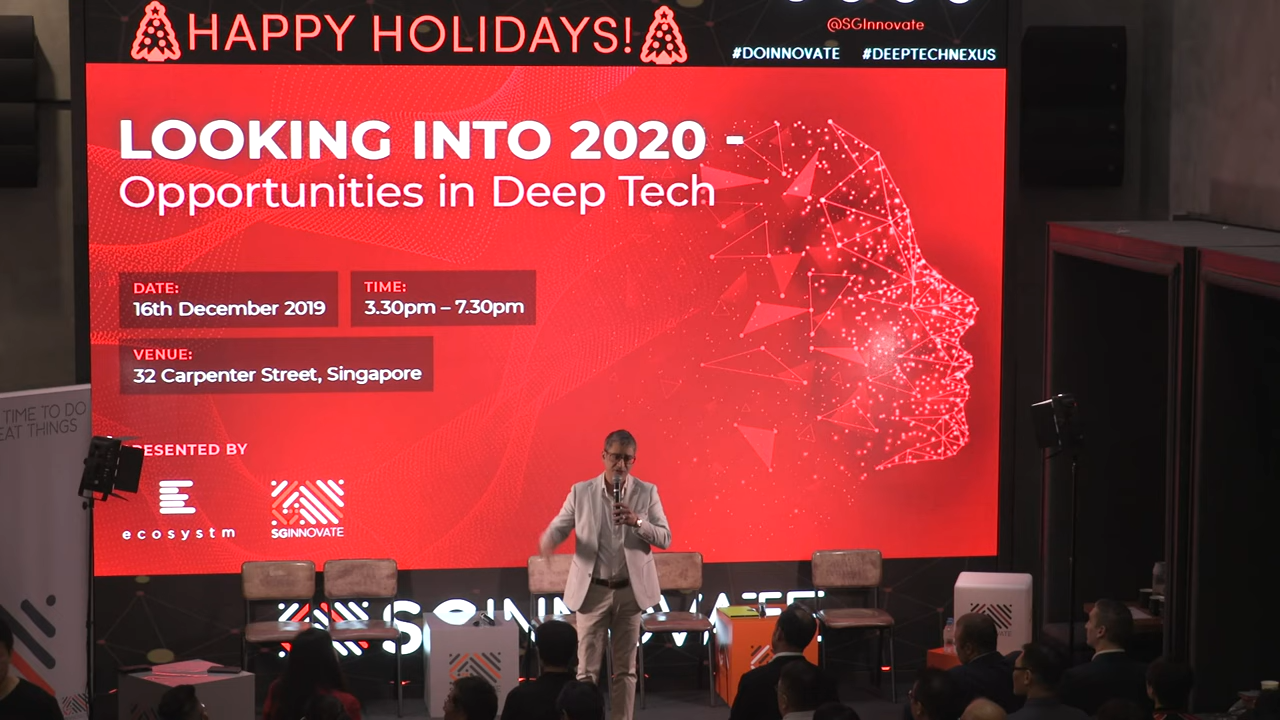 HAPPY HOLIDAYS!
@SGInnovate
#DOINNOVATE #DEEPTECHNEXUS
LOOKING INTO 2020 -
Opportunities in Deep Tech
DATE:
16th December 2019
TIME:
3.30pm – 7.30pm
VENUE:
32 Carpenter Street, Singapore
ESENTED BY
ecosystm
SGINNOVATE
TIME TO DO
EAT THINGS